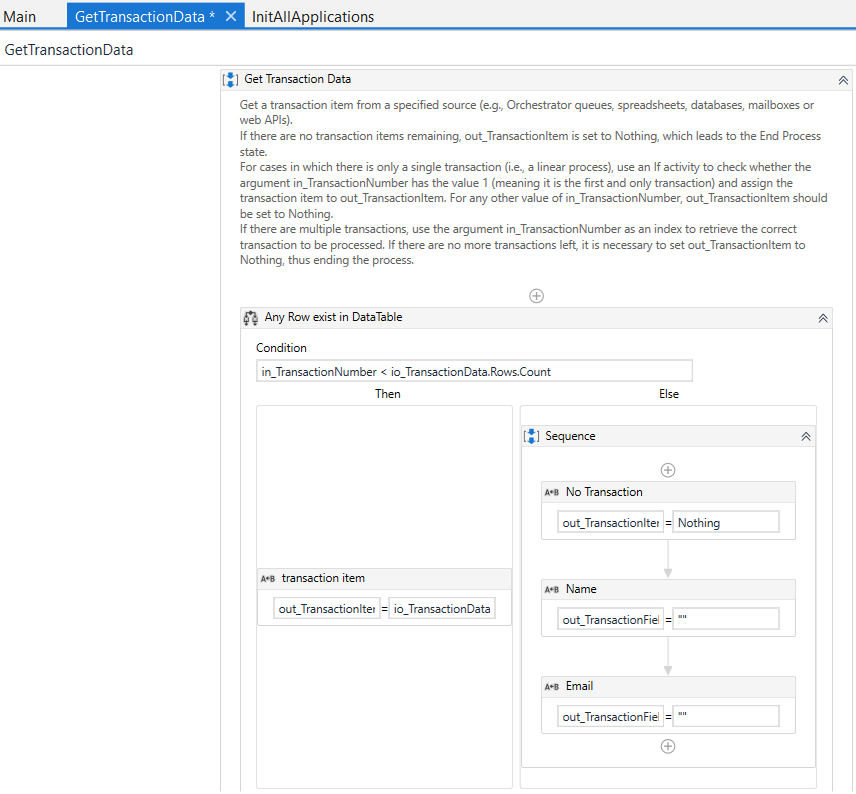 Main GetTransactionData * InitAllApplications
GetTransactionData
Get Transaction Data
Get a transaction item from a specified source (e.g., Orchestrator queues, spreadsheets, databases, mailboxes or
web APIs).
If there are no transaction items remaining, out_TransactionItem is set to Nothing, which leads to the End Process
state.
For cases in which there is only a single transaction (i.e., a linear process), use an If activity to check whether the
argument in_TransactionNumber has the value 1 (meaning it is the first and only transaction) and assign the
transaction item to out_TransactionItem. For any other value of in_TransactionNumber, out_TransactionItem should
be set to Nothing.
If there are multiple transactions, use the argument in_TransactionNumber as an index to retrieve the correct
transaction to be processed. If there are no more transactions left, it is necessary to set out_TransactionItem to
Nothing, thus ending the process.
Any Row exist in DataTable
Condition
in_TransactionNumber < io_TransactionData.Rows.Count
Then Else
Sequence
A+B No Transaction
out_TransactionIter = Nothing
A+B transaction item
out_TransactionIter = io_TransactionData
A+B Name
out_TransactionFiel = ""
A+B Email
out_TransactionFiel = ""